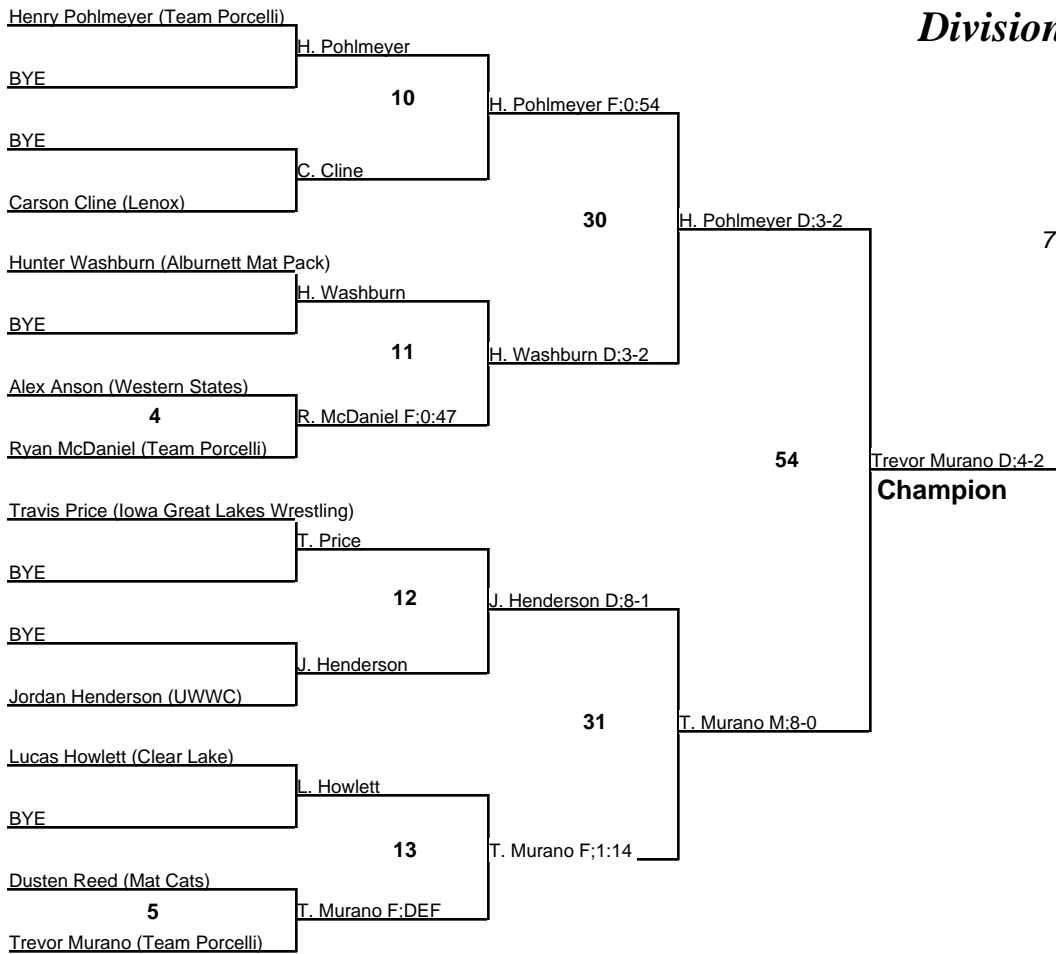 Henry Pohlmeyer (Team Porcelli)
Division
H. Pohlmeyer
BYE
10
H. Pohlmeyer F;0:54
BYE
C. Cline
Carson Cline (Lenox)
30
H. Pohlmeyer D;3-2
7
Hunter Washburn (Alburnett Mat Pack)
H. Washburn
BYE
11
H. Washburn D;3-2
Alex Anson (Western States)
4
R. McDaniel F;0:47
Ryan McDaniel (Team Porcelli)
54
Trevor Murano D;4-2
Champion
Travis Price (Iowa Great Lakes Wrestling)
T. Price
BYE
12
J. Henderson D;8-1
BYE
J. Henderson
Jordan Henderson (UWWC)
31
T. Murano M;8-0
Lucas Howlett (Clear Lake)
L. Howlett
BYE
13
T. Murano F;1:14
Dusten Reed (Mat Cats)
5
T. Murano F;DEF
Trevor Murano (Team Porcelli)